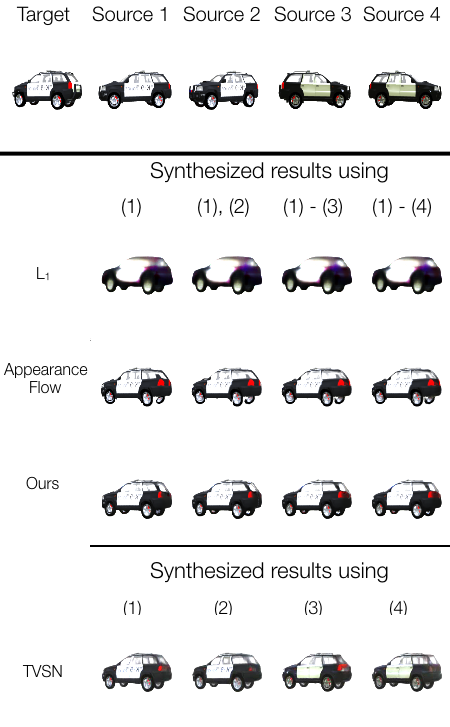 Target Source 1 Source 2 Source 3 Source 4
Synthesized results using
(1) (1), (2) (1) - (3) (1) - (4)
L₁
Appearance
Flow
Ours
Synthesized results using
(1) (2) (3) (4)
TVSN